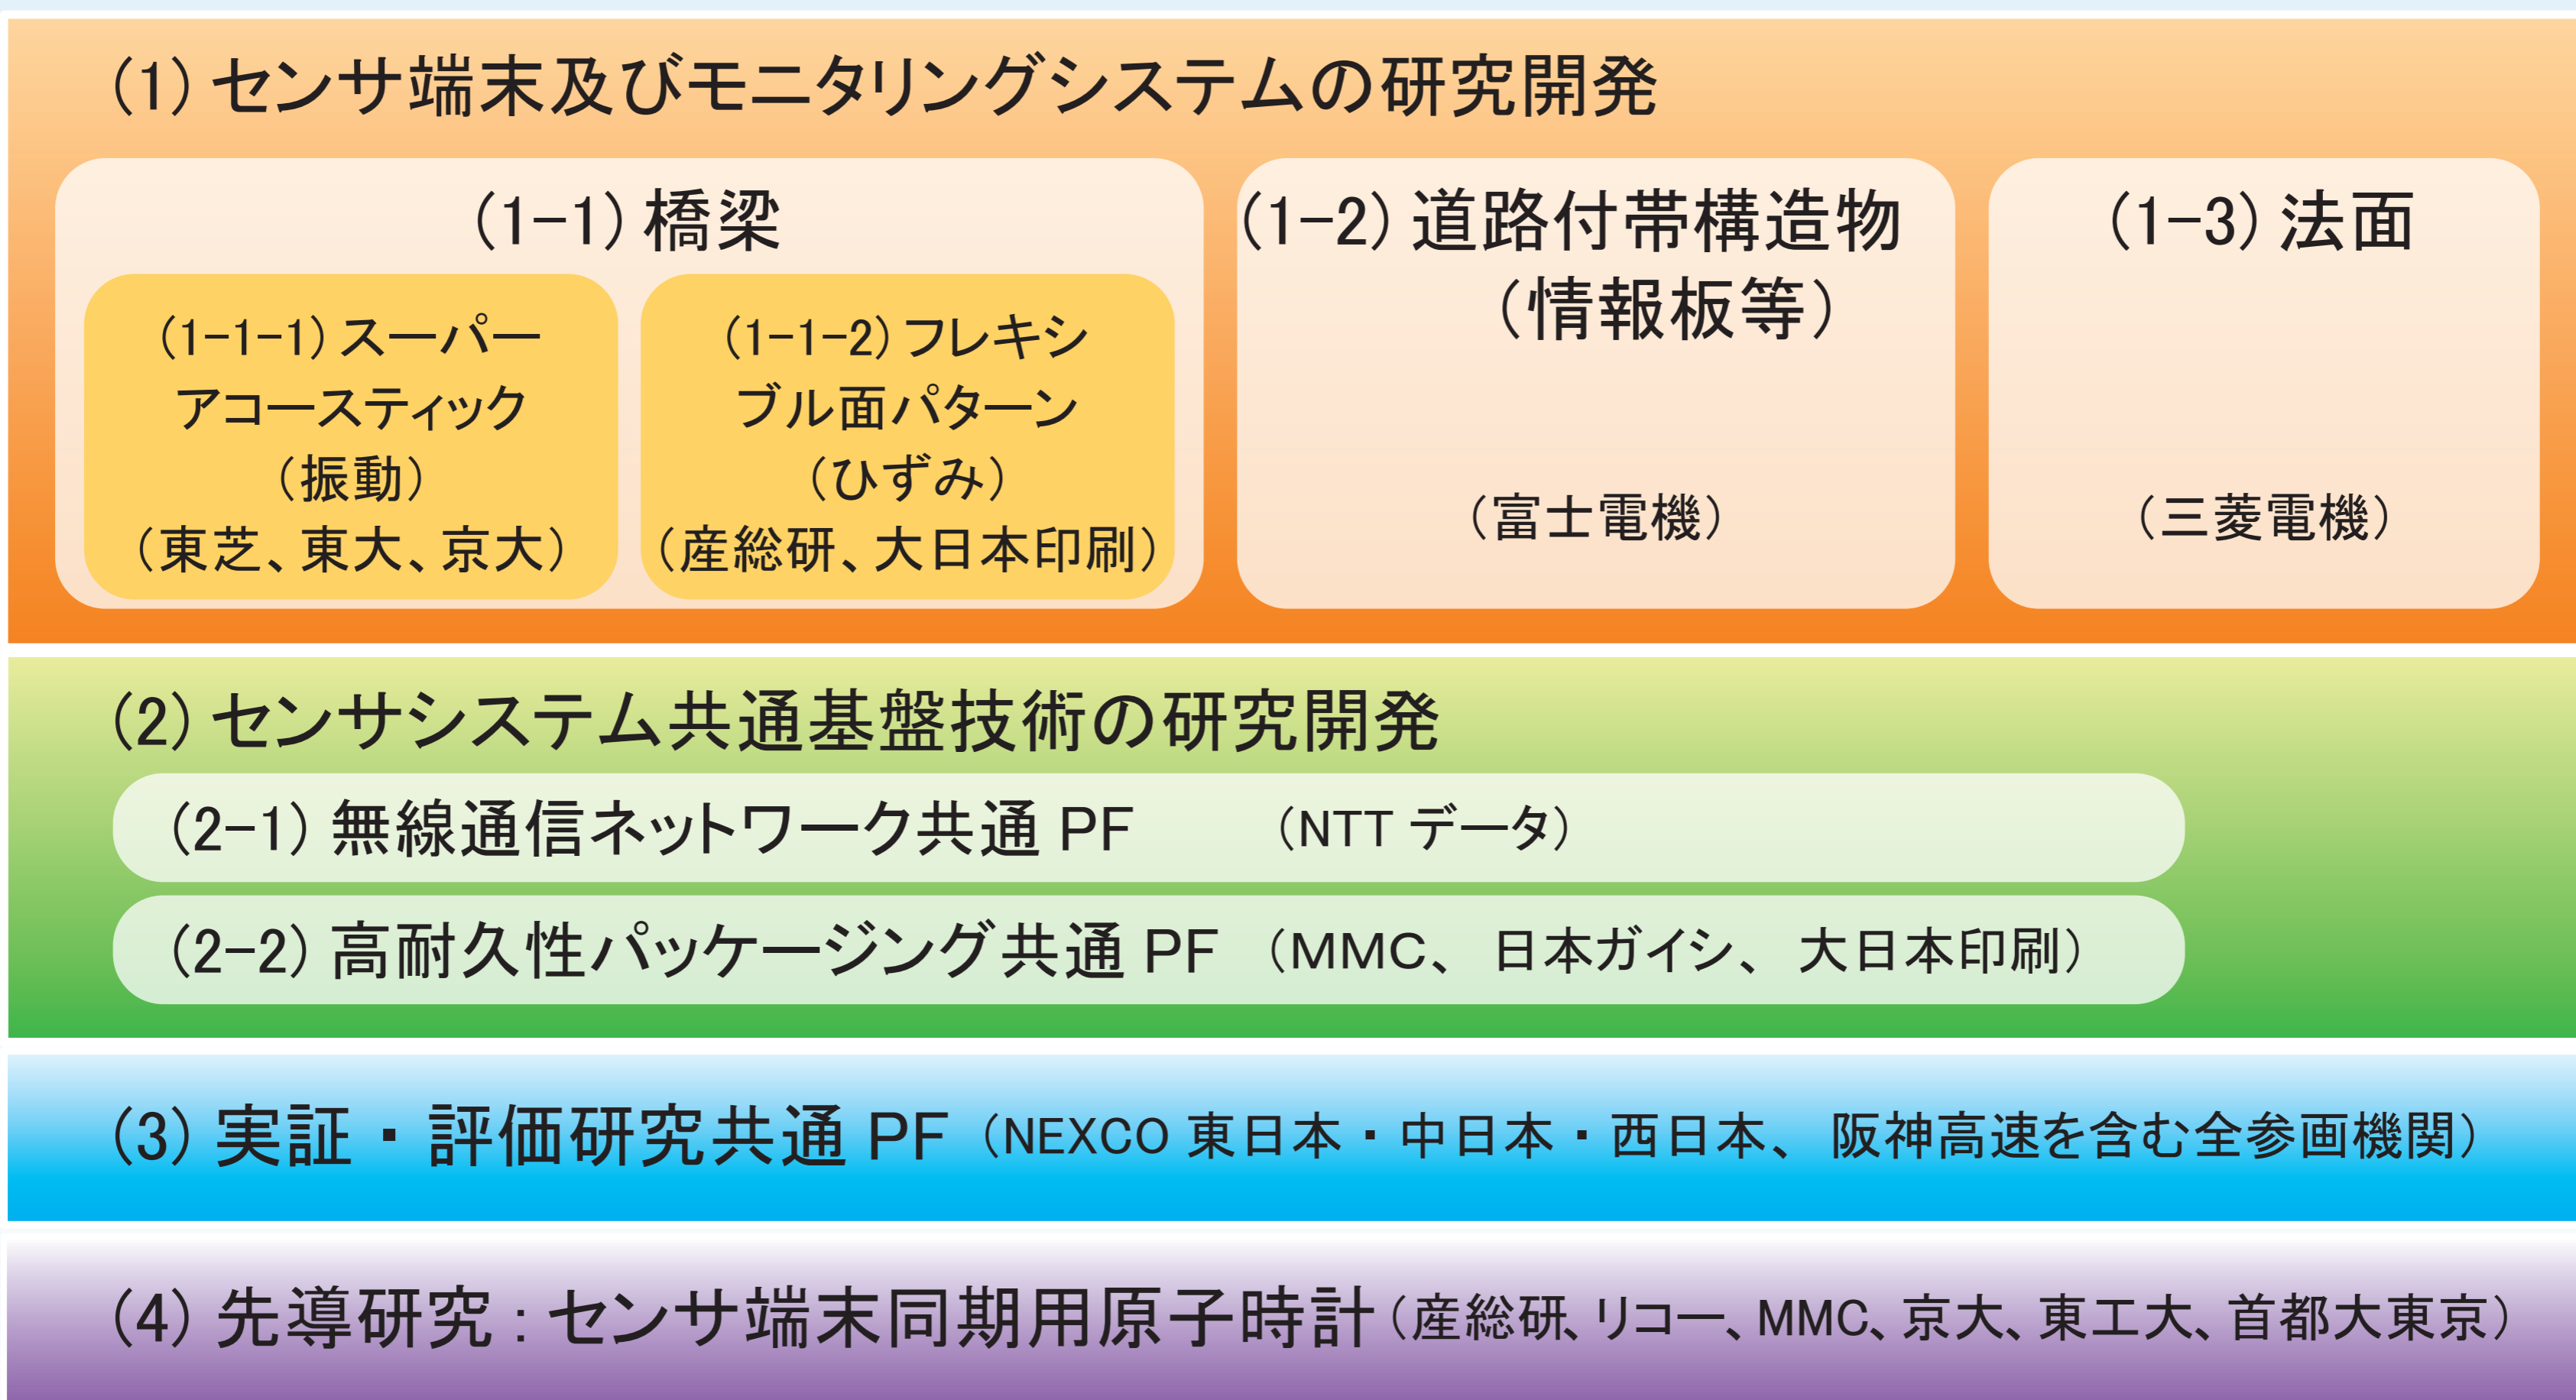 (1) センサ端末及びモニタリングシステムの研究開発
(1-1) 橋梁
(1-1-1) スーパー
アコースティック
（振動）
（東芝、東大、京大）
(1-1-2) フレキシ
ブル面パターン
（ひずみ）
（産総研、大日本印刷）
(1-2) 道路付帯構造物
（情報板等）
（富士電機）
(1-3) 法面
（三菱電機）
(2) センサシステム共通基盤技術の研究開発
(2-1) 無線通信ネットワーク共通 PF （NTT データ）
(2-2) 高耐久性パッケージング共通 PF （MMC、 日本ガイシ、 大日本印刷）
(3) 実証・評価研究共通 PF （NEXCO 東日本・中日本・西日本、 阪神高速を含む全参画機関）
(4) 先導研究 : センサ端末同期用原子時計（産総研、リコー、MMC、京大、東工大、首都大東京）